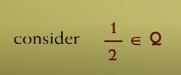 consider 1/2 ∈ Q